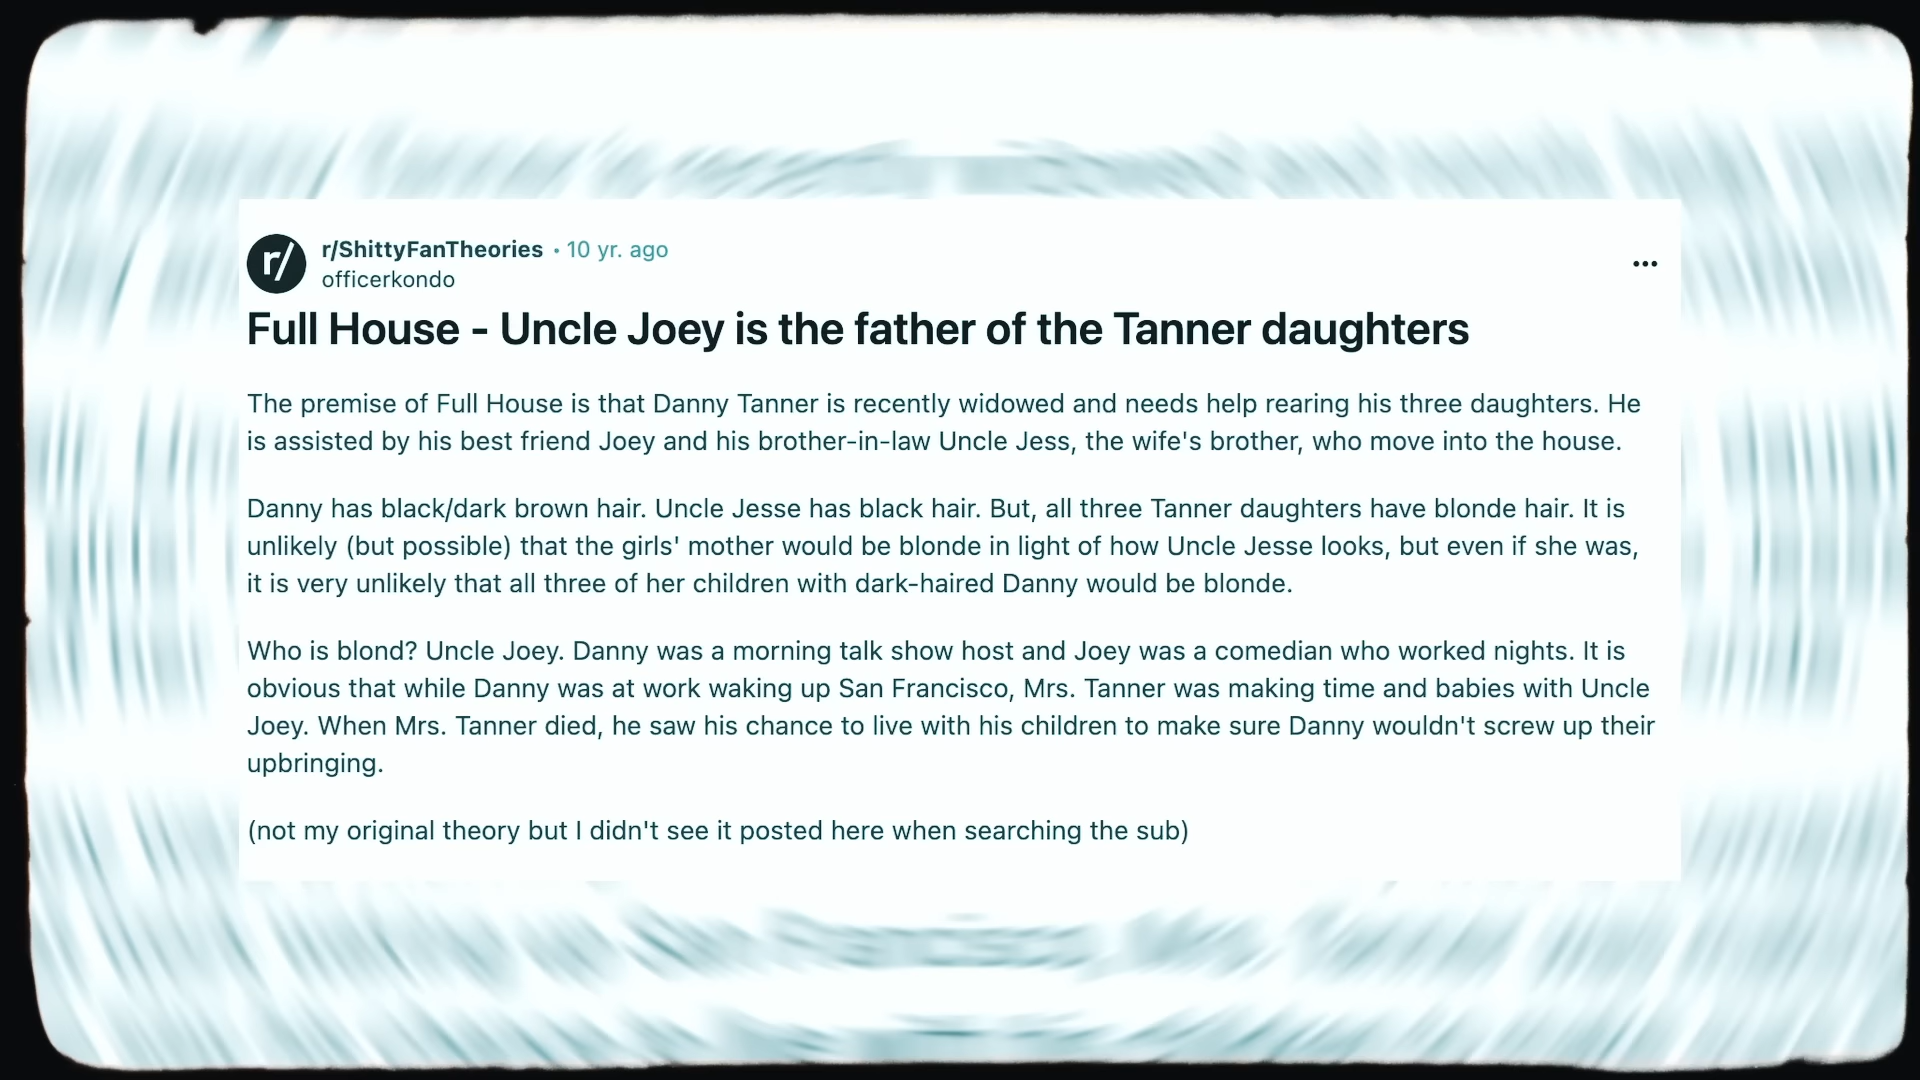 r/
r/ShittyFanTheories • 10 yr. ago
officerkondo
Full House - Uncle Joey is the father of the Tanner daughters
The premise of Full House is that Danny Tanner is recently widowed and needs help rearing his three daughters. He
is assisted by his best friend Joey and his brother-in-law Uncle Jess, the wife's brother, who move into the house.
Danny has black/dark brown hair. Uncle Jesse has black hair. But, all three Tanner daughters have blonde hair. It is
unlikely (but possible) that the girls' mother would be blonde in light of how Uncle Jesse looks, but even if she was,
it is very unlikely that all three of her children with dark-haired Danny would be blonde.
Who is blond? Uncle Joey. Danny was a morning talk show host and Joey was a comedian who worked nights. It is
obvious that while Danny was at work waking up San Francisco, Mrs. Tanner was making time and babies with Uncle
Joey. When Mrs. Tanner died, he saw his chance to live with his children to make sure Danny wouldn't screw up their
upbringing.
(not my original theory but I didn't see it posted here when searching the sub)